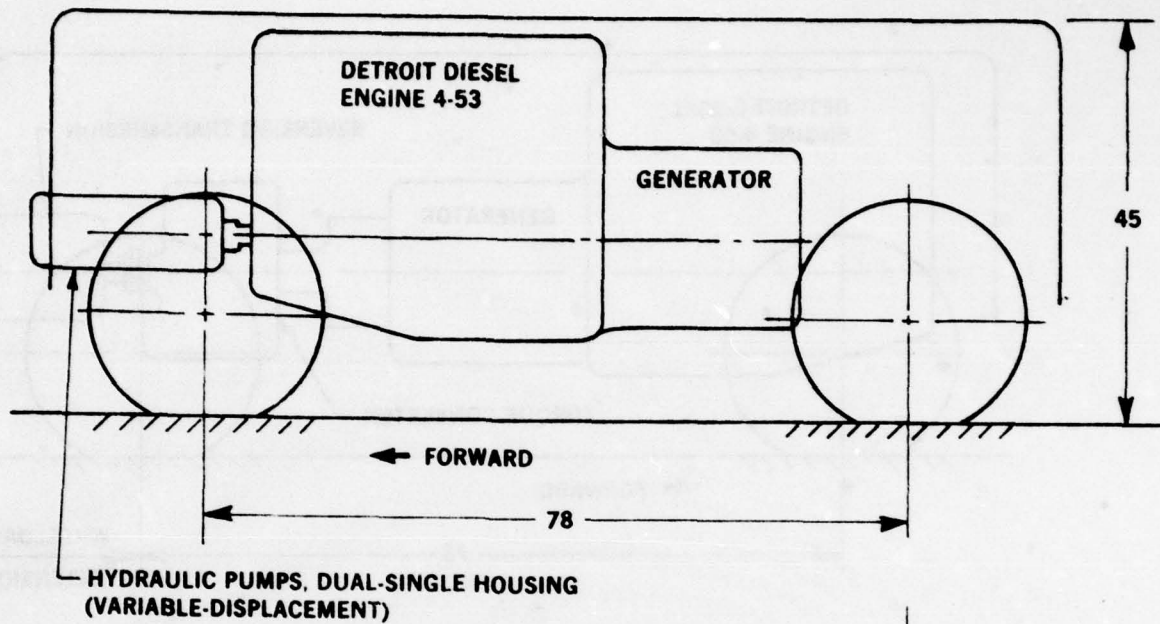 DETROIT DIESEL
ENGINE 4-53
GENERATOR
45
FORWARD
78
HYDRAULIC PUMPS, DUAL-SINGLE HOUSING
(VARIABLE-DISPLACEMENT)